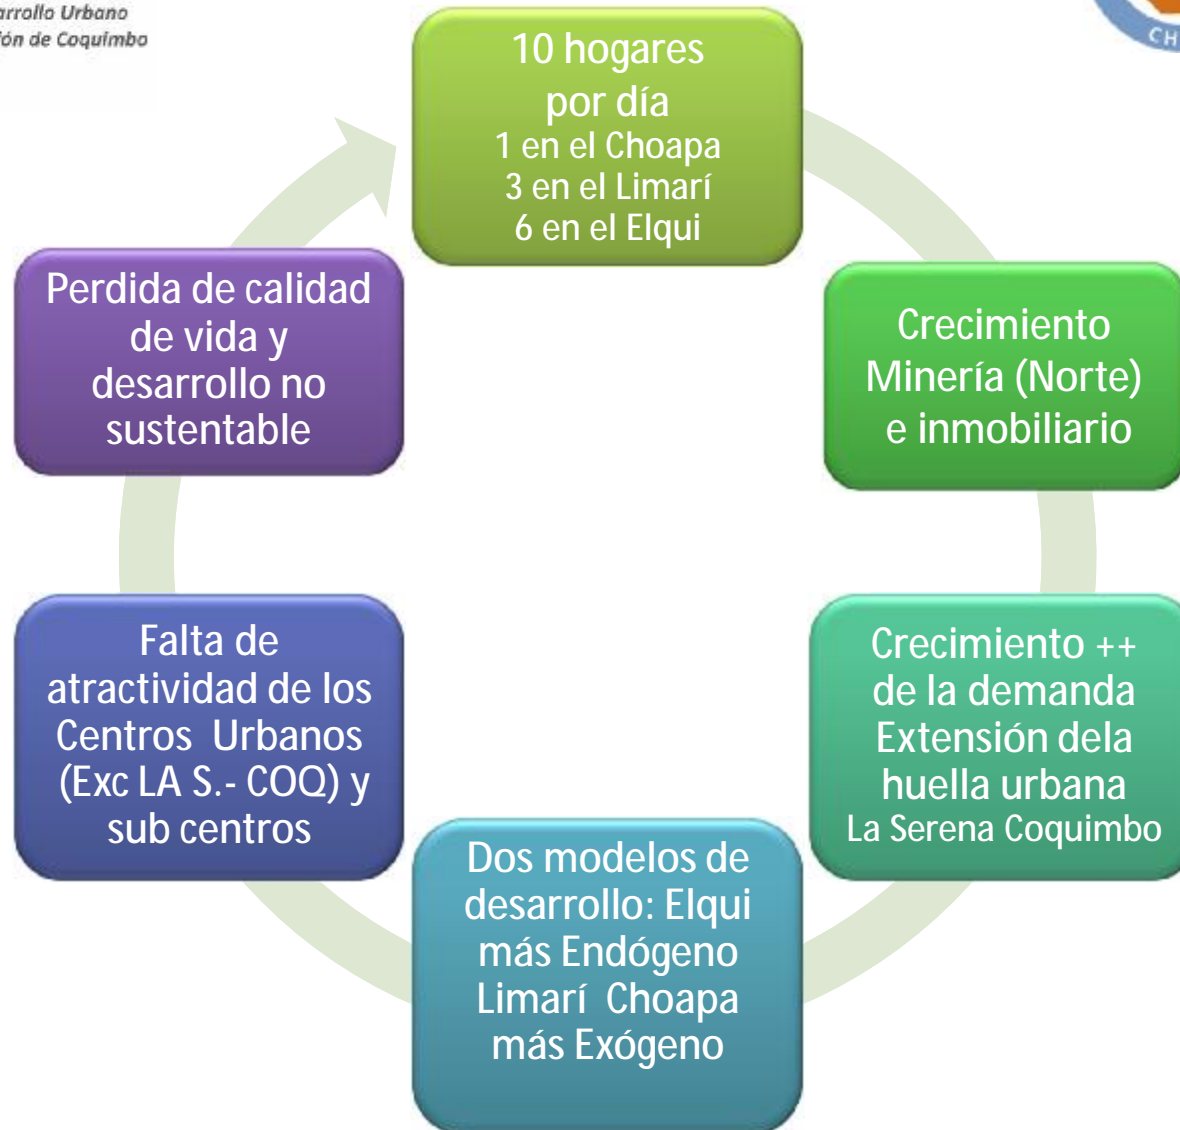 Urbano
de Coquimbo
10 hogares
por día
1 en el Choapa
3 en el Limarí
6 en el Elqui
Crecimiento
Minería (Norte)
e inmobiliario
Crecimiento ++
de la demanda
Extensión dela
huella urbana
La Serena Coquimbo
Dos modelos de
desarrollo: Elqui
más Endógeno
Limarí Choapa
más Exógeno
Falta de
atractividad de los
Centros Urbanos
(Exc LA S.- COQ) y
sub centros
Perdida de calidad
de vida y
desarrollo no
sustentable